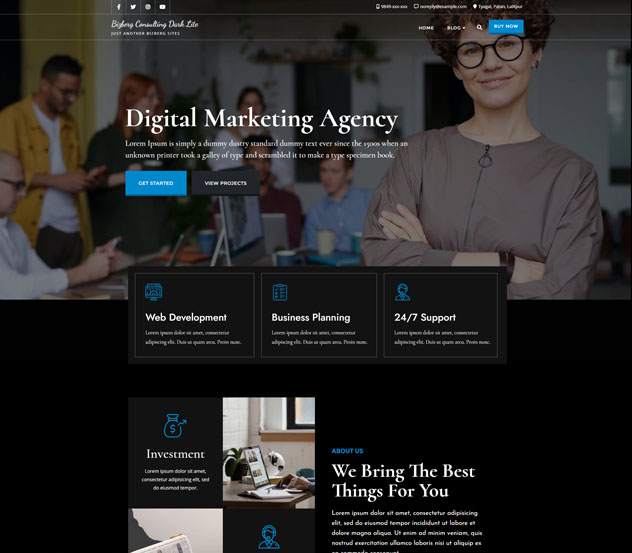 9849-xxx-xxx noreply@example.com Tyagal, Patan, Lalitpur
Bizberg Consulting Dark Lite
JUST ANOTHER BIZBERG SITES
HOME BLOG BUY NOW
Digital Marketing Agency
Lorem Ipsum is simply a dummy dustry standard dummy text ever since the 1500s when an
unknown printer took a galley of type and scrambled it to make a type specimen book.
GET STARTED VIEW PROJECTS
Web Development
Lorem ipsum dolor sit amet, consectetur
adipiscing elit. Duis ut quam arcu. Proin nunc.
Business Planning
Lorem ipsum dolor sit amet, consectetur
adipiscing elit. Duis ut quam arcu. Proin nunc.
24/7 Support
Lorem ipsum dolor sit amet, consectetur
adipiscing elit. Duis ut quam arcu. Proin nunc.
Investment
Lorem ipsum dolor sit amet,
consectetur adipiscing elit, sed
do eiusmod tempor.
ABOUT US
We Bring The Best
Things For You
Lorem ipsum dolor sit amet, consectetur adipiscing
elit, sed do eiusmod tempor incididunt ut labore et
dolore magna aliqua. Ut enim ad minim veniam, quis
nostrud exercitation ullamco laboris nisi ut aliquip ex